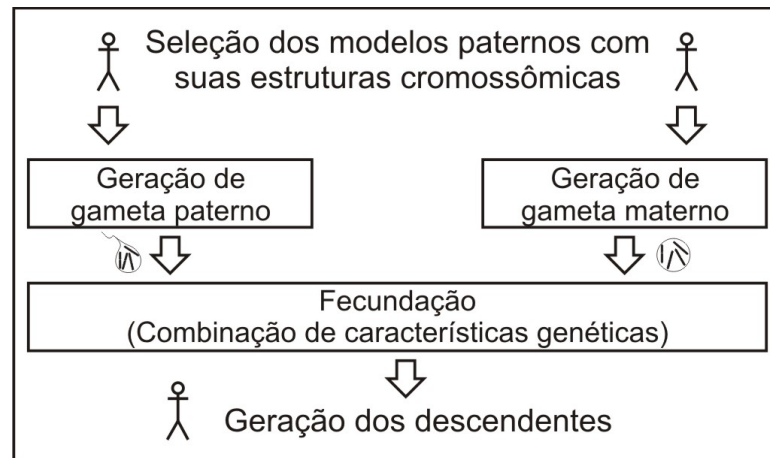 Seleção dos modelos paternos com
suas estruturas cromossômicas
Geração de
gameta paterno
Geração de
gameta materno
Fecundação
(Combinação de características genéticas)
Geração dos descendentes